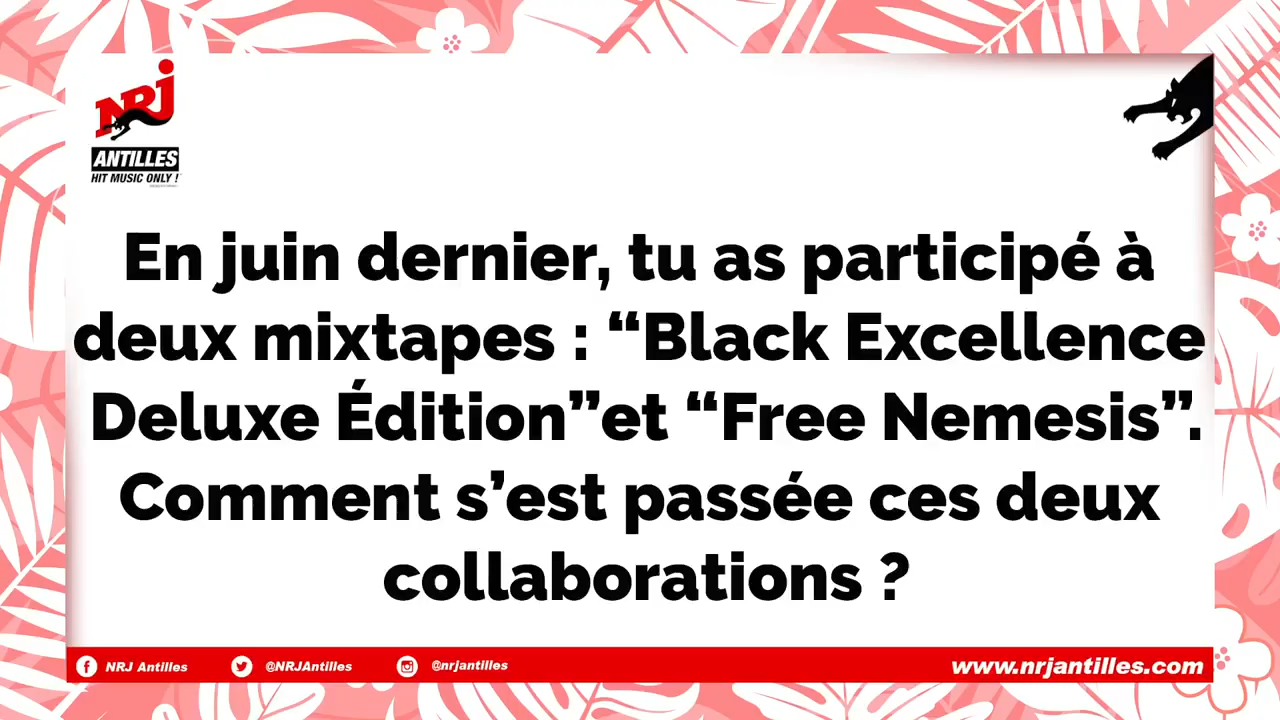 NRJ
ANTILLES
HIT MUSIC ONLY !
En juin dernier, tu as participé à
deux mixtapes : “Black Excellence
Deluxe Édition”et “Free Nemesis”.
Comment s’est passée ces deux
collaborations ?
NRJ Antilles
@NRJAntilles
@nrjantilles
www.nrjantilles.com